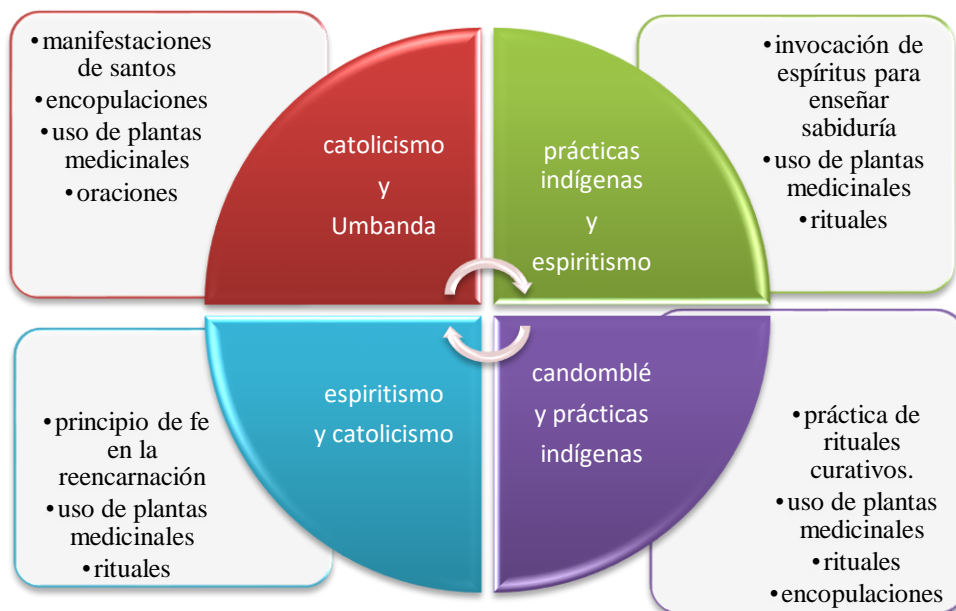 •manifestaciones
de santos
•encopulaciones
•uso de plantas
medicinales
•oraciones
catolicismo
y
Umbanda
prácticas
indígenas
y
espiritismo
•invocación de
espíritus para
enseñar
sabiduría
•uso de plantas
medicinales
•rituales
•principio de fe
en la
reencarnación
•uso de plantas
medicinales
•rituales
espiritismo
y catolicismo
candomblé
y prácticas
indígenas
•práctica de
rituales
curativos.
•uso de plantas
medicinales
•rituales
•encopulaciones